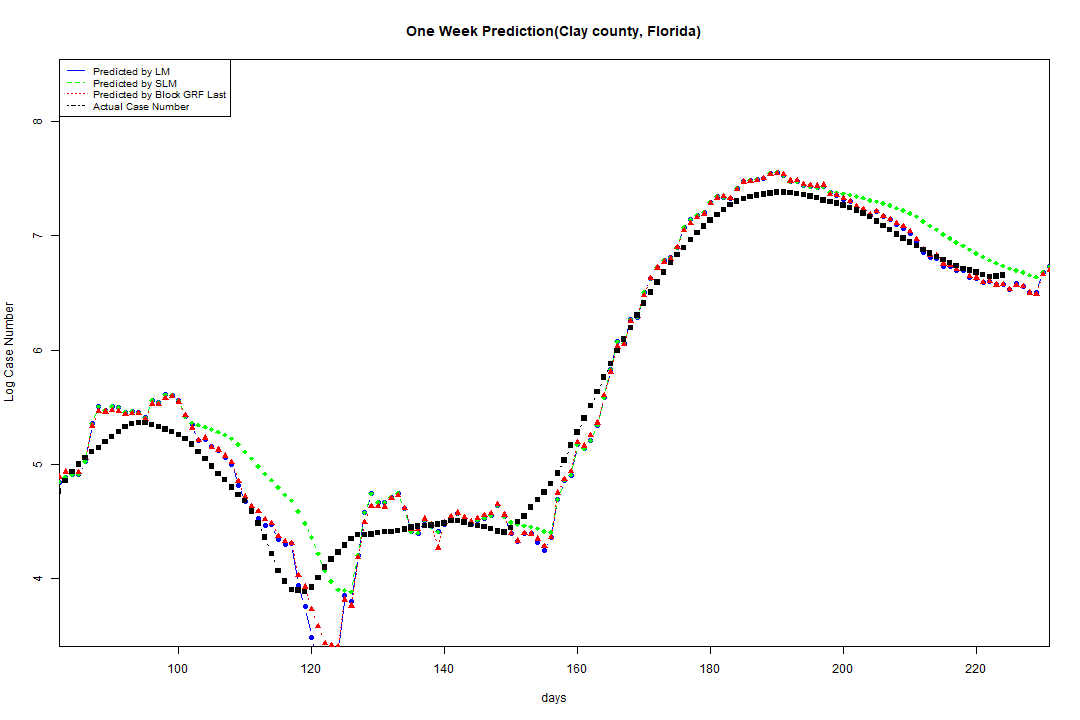 One Week Prediction(Clay county, Florida)
Predicted by LM
Predicted by SLM
Predicted by Block GRF Last
Actual Case Number
8
7
6
5
4
Log Case Number
100 120 140 160 180 200 220
days